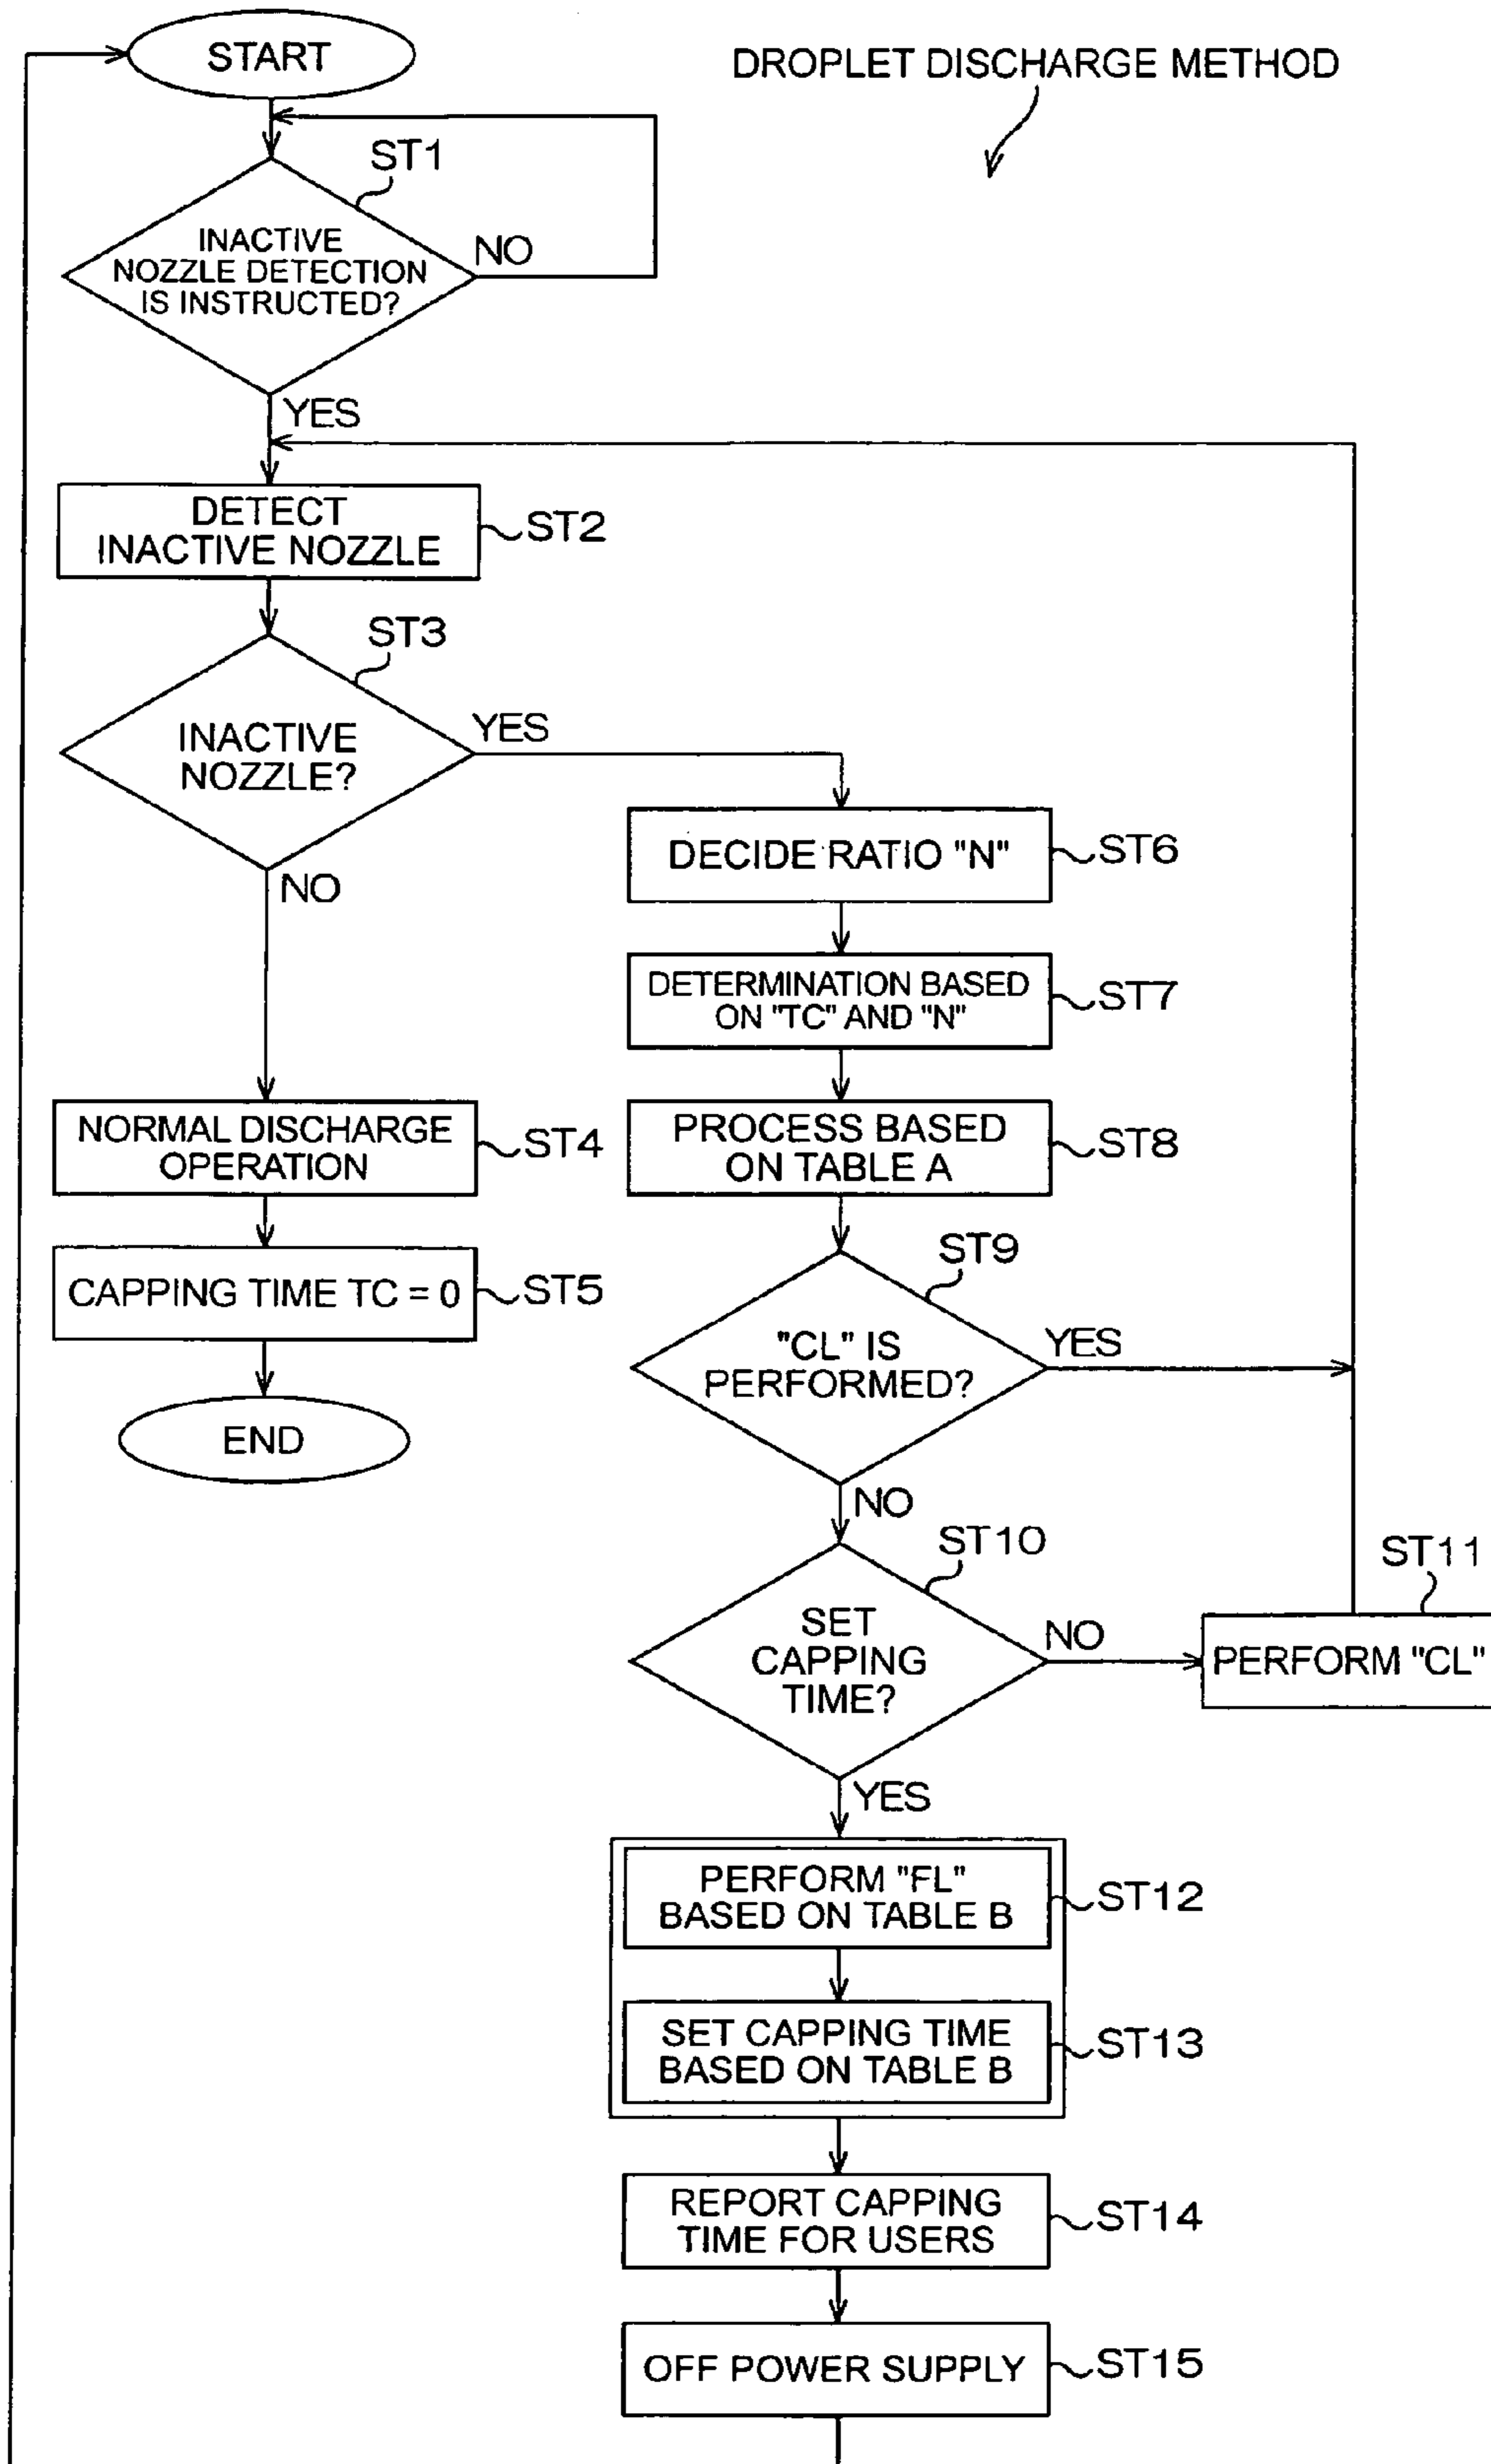 START
DROPLET DISCHARGE METHOD
ST1
INACTIVE
NOZZLE DETECTION
IS INSTRUCTED?
NO
YES
DETECT
INACTIVE NOZZLE
ST2
ST3
INACTIVE
NOZZLE?
YES
NO
DECIDE RATIO "N"
ST6
DETERMINATION BASED
ON "TC" AND "N"
ST7
NORMAL DISCHARGE
OPERATION
ST4
PROCESS BASED
ON TABLE A
ST8
CAPPING TIME TC = 0
ST5
END
ST9
"CL" IS
PERFORMED?
YES
NO
ST10
SET
CAPPING
TIME?
NO
ST11
PERFORM "CL"
YES
PERFORM "FL"
BASED ON TABLE B
ST12
SET CAPPING TIME
BASED ON TABLE B
ST13
REPORT CAPPING
TIME FOR USERS
ST14
OFF POWER SUPPLY
ST15